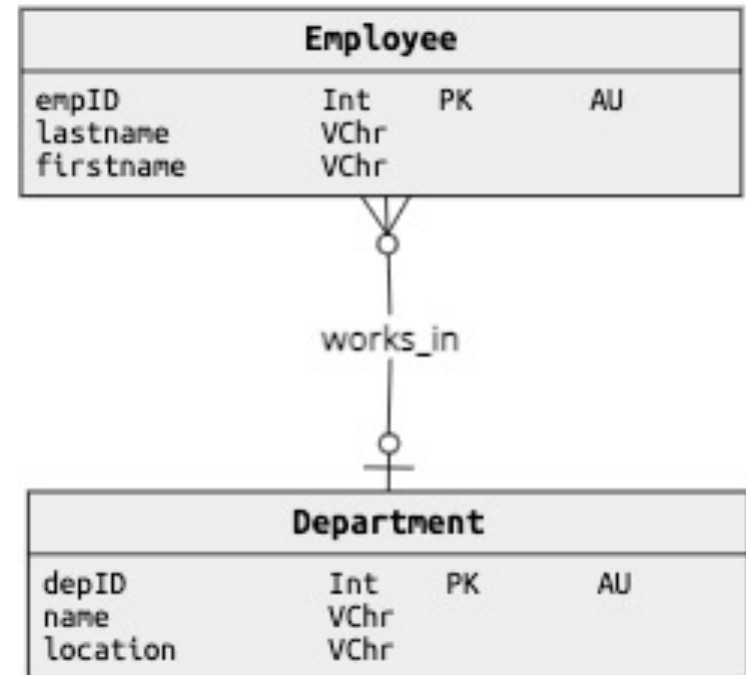 Employee
empID Int PK AU
lastname VChr
firstname VChr
works_in
Department
depID Int PK AU
name VChr
location VChr